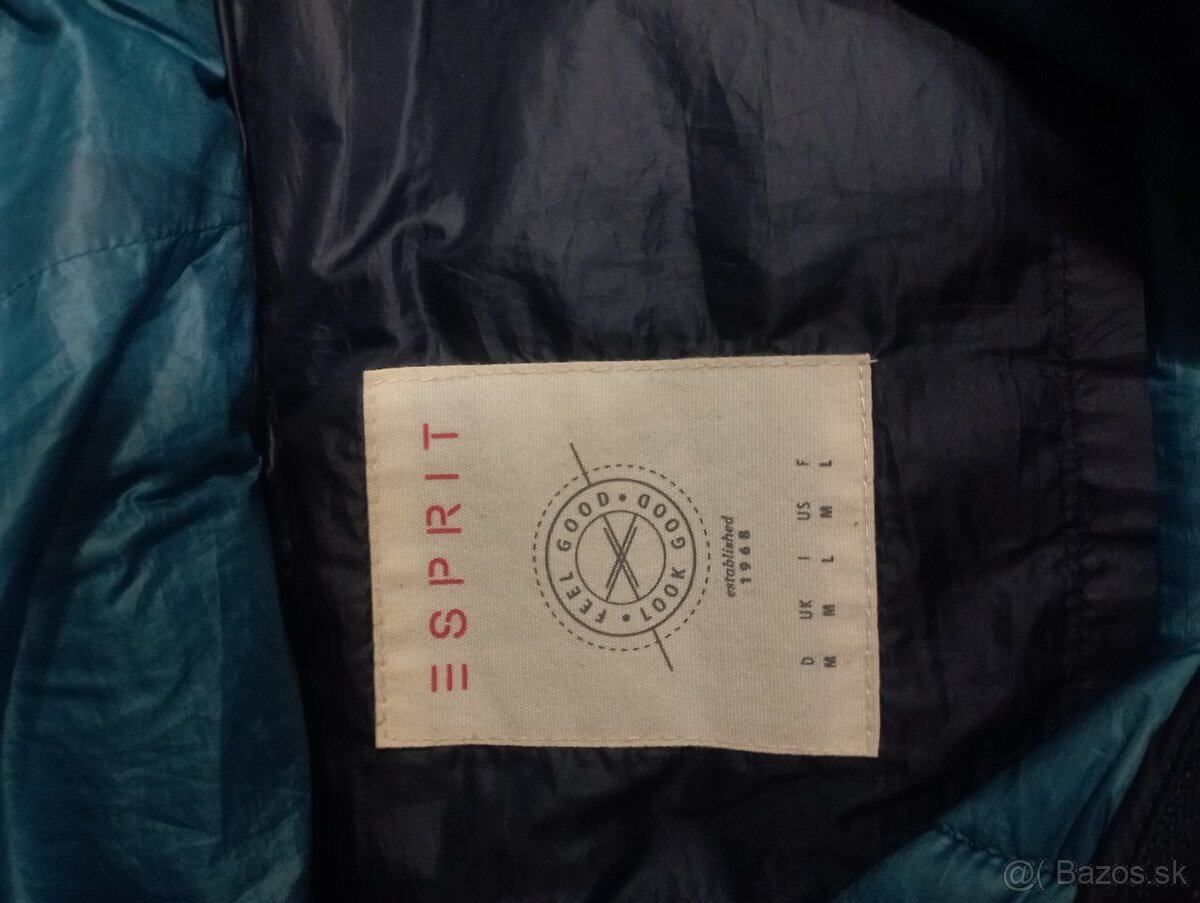 ESPRIT
FEEL GOOD • LOOK GOOD •
established
1968
D UK I US F
M M L M L
@( Bazos.sk